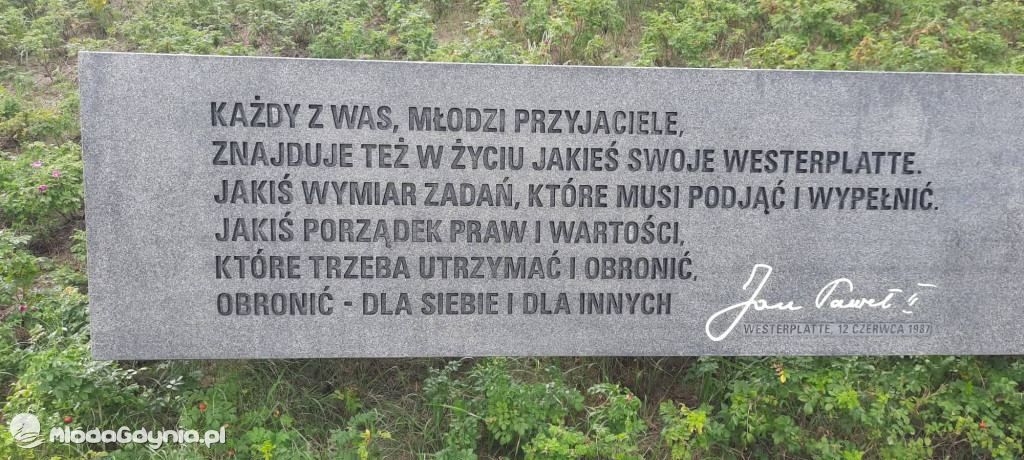 KAŻDY Z WAS, MŁODZI PRZYJACIELE,
ZNAJDUJE TEŻ W ŻYCIU JAKIEŚ SWOJE WESTERPLATTE.
JAKIŚ WYMIAR ZADAŃ, KTÓRE MUSI PODJĄĆ I WYPEŁNIĆ.
JAKIŚ PORZĄDEK PRAW I WARTOŚCI,
KTÓRE TRZEBA UTRZYMAĆ I OBRONIĆ,
OBRONIĆ - DLA SIEBIE I DLA INNYCH
Jan Paweł II
WESTERPLATTE, 12 CZERWCA 1987
MlodaGdynia.pl